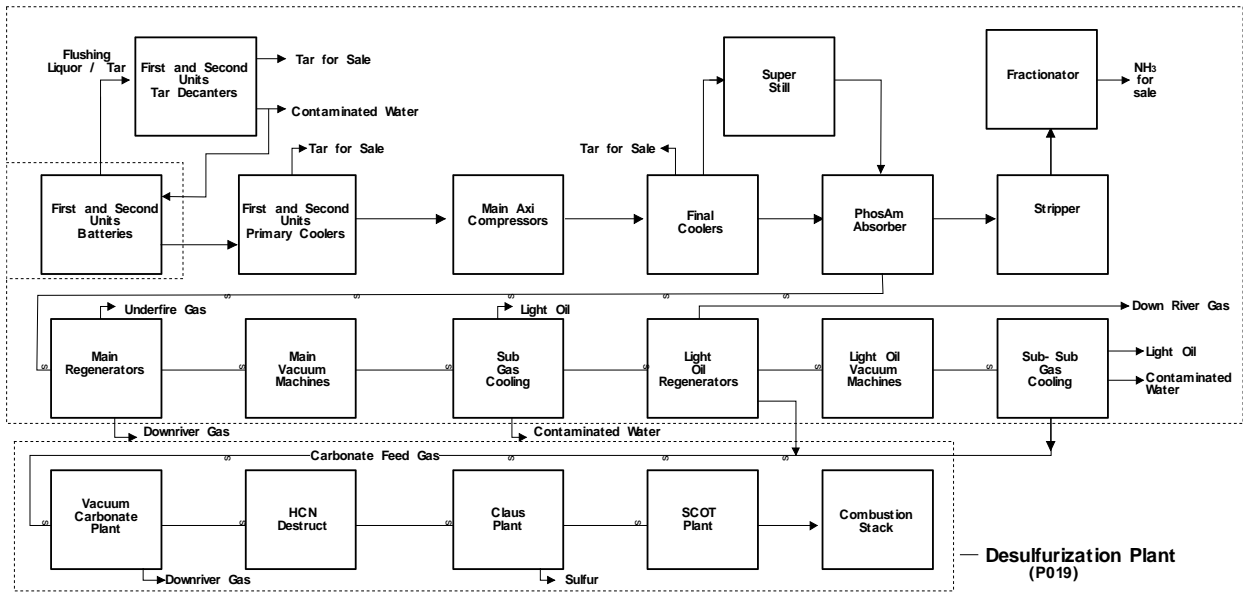 Flushing
Liquor / Tar
First and Second
Units
Tar Decanters
Tar for Sale
Contaminated Water
Super
Still
Fractionator
NH3
for
sale
First and Second
Units
Batteries
Tar for Sale
First and Second
Units
Primary Coolers
Main Axi
Compressors
Tar for Sale
Final
Coolers
PhosAm
Absorber
Stripper
s s s s s
Underfire Gas
Light Oil
Down River Gas
s
Main
Regenerators
s
Main
Vacuum
Machines
s
Sub
Gas
Cooling
s
Light
Oil
Regenerators
s
Light Oil
Vacuum
Machines
s
Sub- Sub
Gas
Cooling
Light Oil
Contaminated
Water
Downriver Gas
Contaminated Water
Carbonate Feed Gas
s s s s
s
Vacuum
Carbonate
Plant
s
HCN
Destruct
s
Claus
Plant
s
SCOT
Plant
Combustion
Stack
Downriver Gas
Sulfur
Desulfurization Plant
(P019)